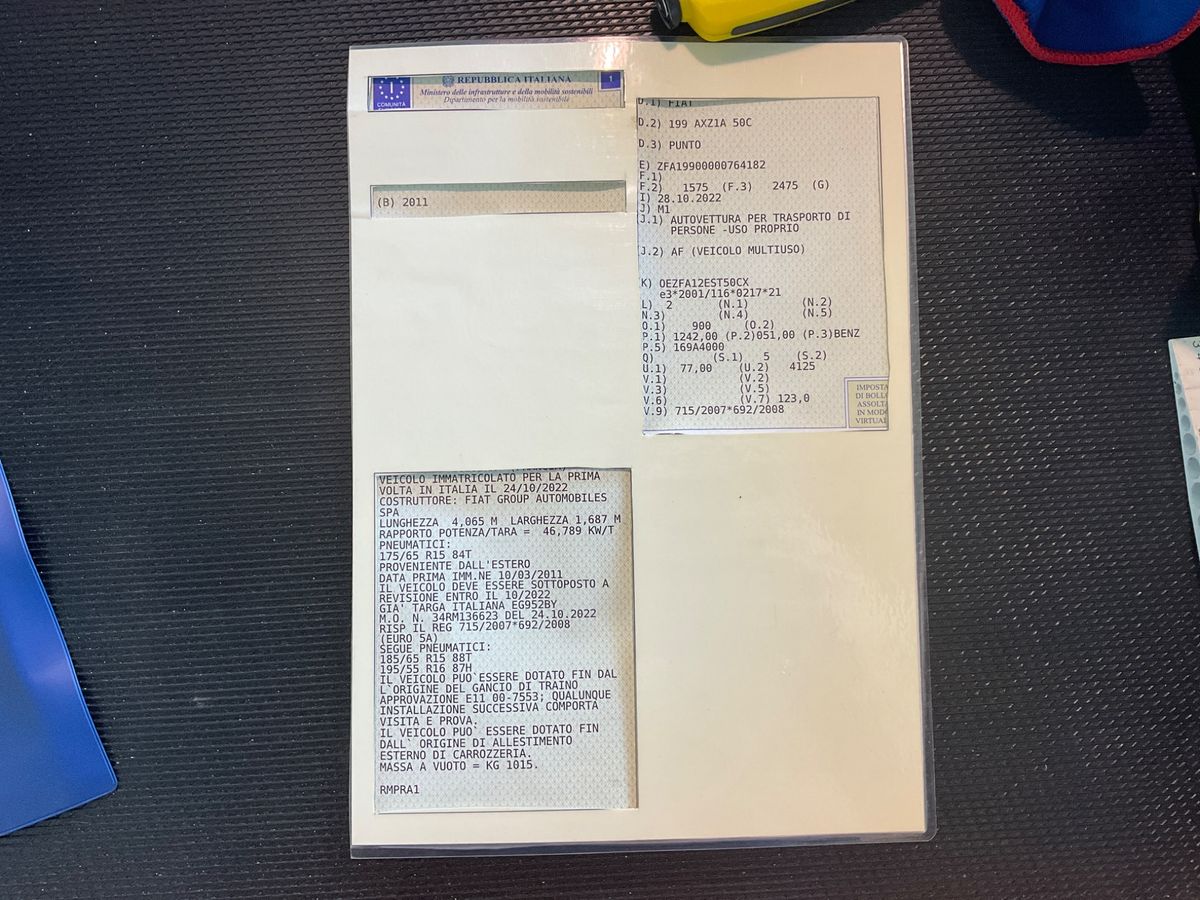 REPUBBLICA ITALIANA
Ministero delle infrastrutture e della mobilità sostenibili
Dipartimento per la mobilità sostenibile
I
COMUNITÀ
1
(B) 2011
D.1) FIAT
D.2) 199 AXZ1A 50C
D.3) PUNTO
E) ZFA19900000764182
F.1)
F.2) 1575 (F.3) 2475 (G)
I) 28.10.2022
J) M1
J.1) AUTOVETTURA PER TRASPORTO DI
PERSONE -USO PROPRIO
J.2) AF (VEICOLO MULTIUSO)
K) OEZFA12EST50CX
e3*2001/116*0217*21
L) 2 (N.1) (N.2)
N.3) (N.4) (N.5)
O.1) 900 (O.2)
P.1) 1242,00 (P.2)051,00 (P.3)BENZ
P.5) 169A4000
Q) (S.1) 5 (S.2)
U.1) 77,00 (U.2) 4125
V.1) (V.2)
V.3) (V.5)
V.6) (V.7) 123,0
V.9) 715/2007*692/2008
IMPOSTA
DI BOLL
ASSOLT
IN MOD
VIRTUAL
VEICOLO IMMATRICOLATO PER LA PRIMA
VOLTA IN ITALIA IL 24/10/2022
COSTRUTTORE: FIAT GROUP AUTOMOBILES
SPA
LUNGHEZZA 4,065 M LARGHEZZA 1,687 M
RAPPORTO POTENZA/TARA = 46,789 KW/T
PNEUMATICI:
175/65 R15 84T
PROVENIENTE DALL'ESTERO
DATA PRIMA IMM.NE 10/03/2011
IL VEICOLO DEVE ESSERE SOTTOPOSTO A
REVISIONE ENTRO IL 10/2022
GIA' TARGA ITALIANA EG952BY
M.O. N. 34RM136623 DEL 24.10.2022
RISP IL REG 715/2007*692/2008
(EURO 5A)
SEGUE PNEUMATICI:
185/65 R15 88T
195/55 R16 87H
IL VEICOLO PUO`ESSERE DOTATO FIN DAL
L`ORIGINE DEL GANCIO DI TRAINO
APPROVAZIONE E11 00-7553; QUALUNQUE
INSTALLAZIONE SUCCESSIVA COMPORTA
VISITA E PROVA.
IL VEICOLO PUO` ESSERE DOTATO FIN
DALL` ORIGINE DI ALLESTIMENTO
ESTERNO DI CARROZZERIA.
MASSA A VUOTO = KG 1015.
RMPRA1